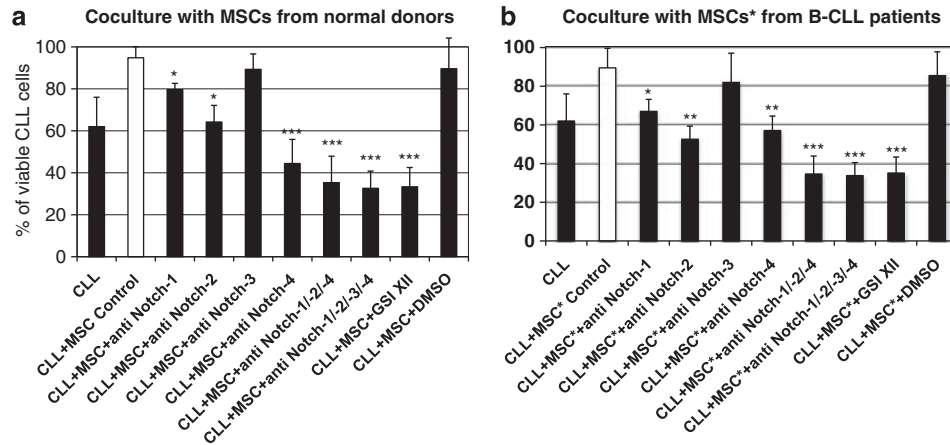 a Coculture with MSCs from normal donors
% of viable CLL cells
100
80
60
40
20
0
*
*
***
***
***
***
CLL
CLL+MSC Control
CLL+MSC+anti Notch-1
CLL+MSC+anti Notch-2
CLL+MSC+anti Notch-3
CLL+MSC+anti Notch-4
CLL+MSC+anti Notch-1/-2/-4
CLL+MSC+anti Notch-1/-2/-3/-4
CLL+MSC+GSI XII
CLL+MSC+DMSO
b Coculture with MSCs* from B-CLL patients
100
80
60
40
20
0
*
**
**
***
***
***
CLL
CLL+MSC* Control
CLL+MSC*+anti Notch-1
CLL+MSC*+anti Notch-2
CLL+MSC*+anti Notch-3
CLL+MSC*+anti Notch-4
CLL+MSC*+anti Notch-1/-2/-4
CLL+MSC*+anti Notch-1/-2/-3/-4
CLL+MSC*+GSI XII
CLL+MSC*+DMSO